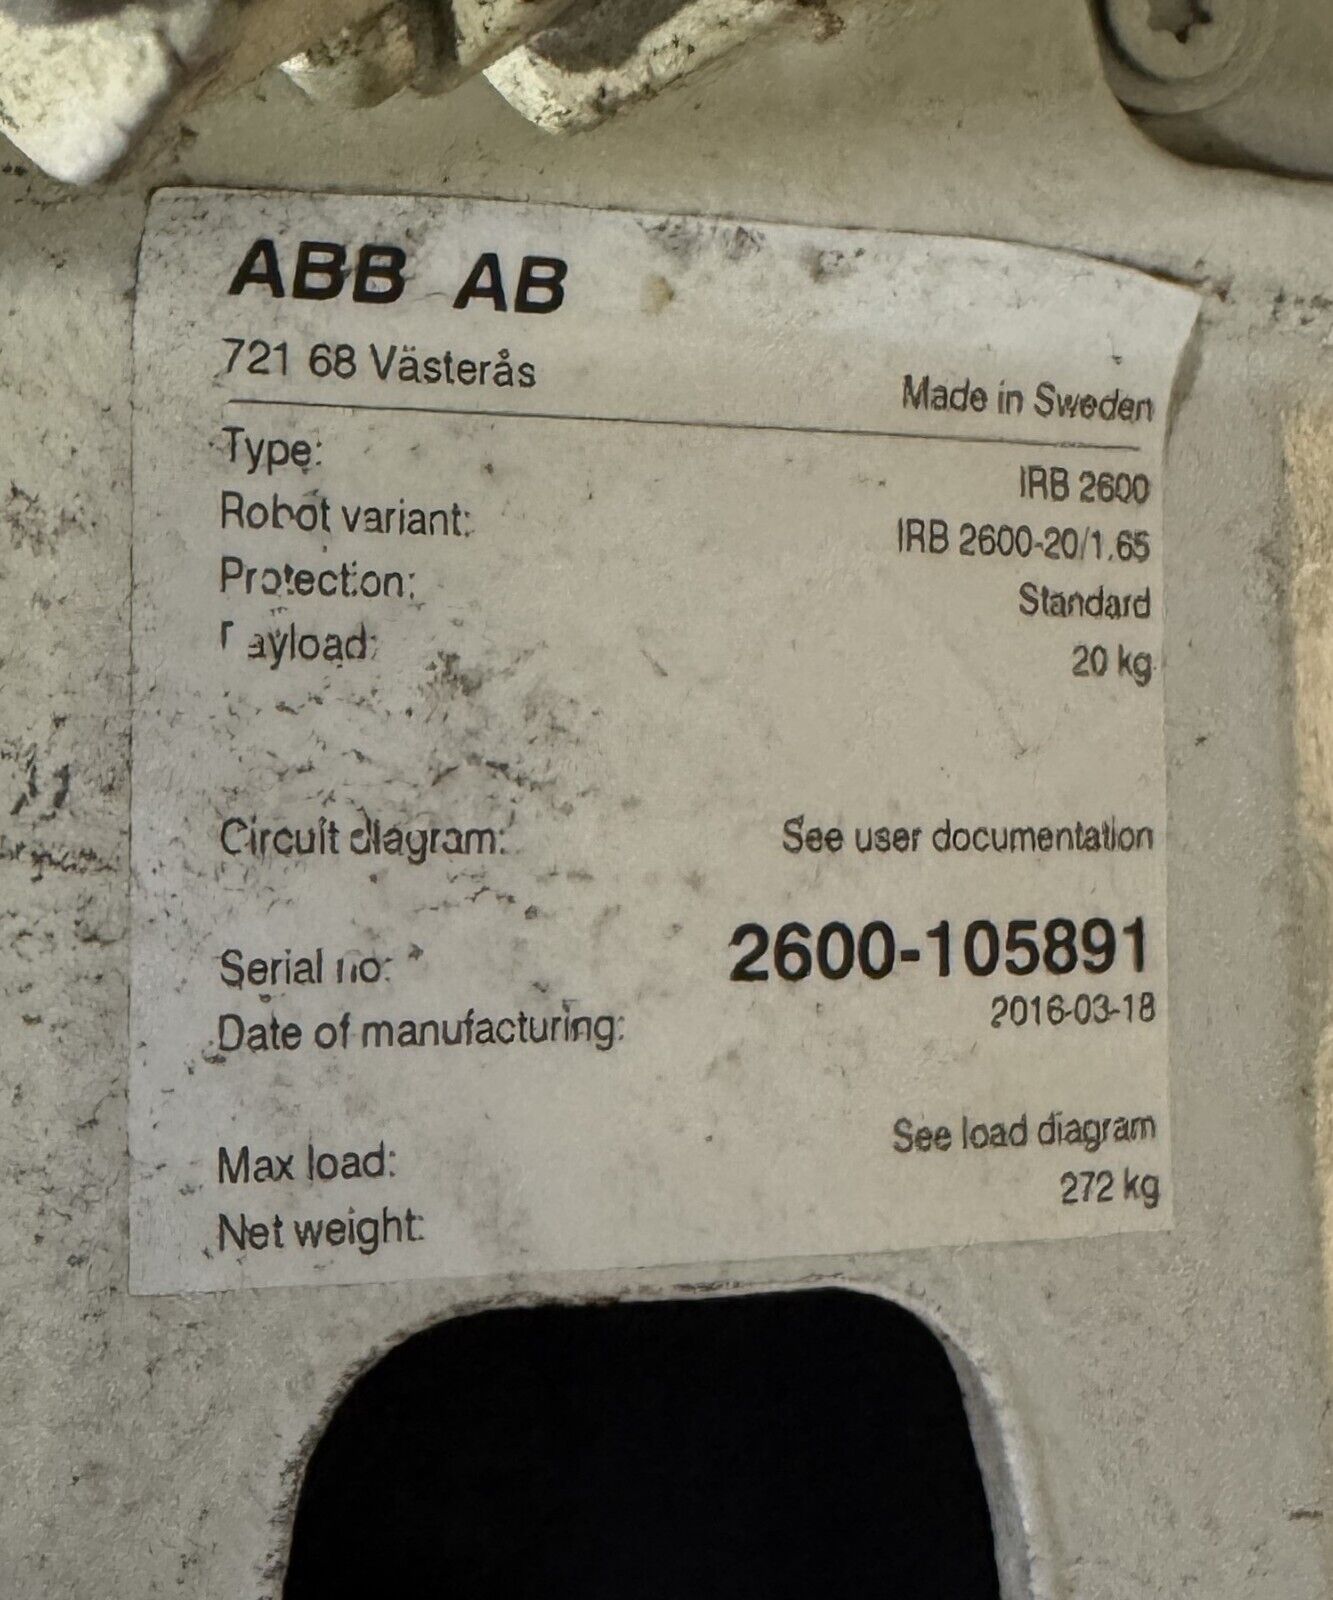 ABB AB
721 68 Västerås
Made in Sweden
Type: IRB 2600
Robot variant: IRB 2600-20/1.65
Protection: Standard
Payload: 20 kg
Circuit diagram: See user documentation
Serial no: 2600-105891
Date of manufacturing: 2016-03-18
Max load: See load diagram
Net weight: 272 kg